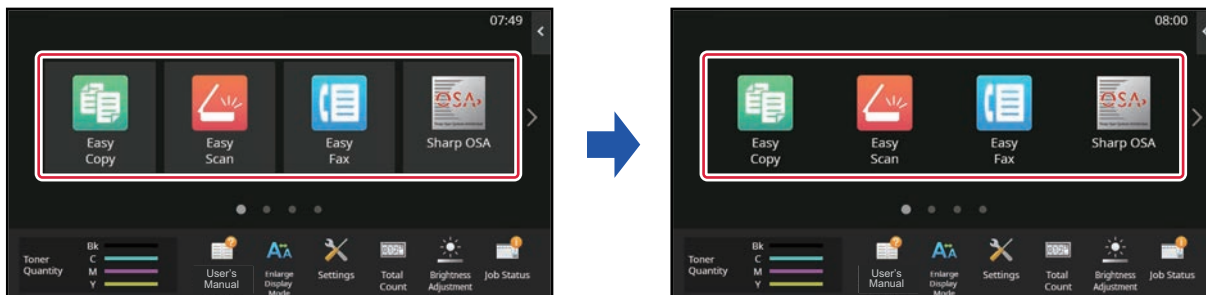 07:49
Easy
Copy
Easy
Scan
Easy
Fax
OSA
Sharp OSA
Toner
Quantity
Bk
C
M
Y
User's
Manual
Enlarge
Display
Mode
Settings
Total
Count
Brightness
Adjustment
Job Status
08:00
Easy
Copy
Easy
Scan
Easy
Fax
OSA
Sharp OSA
Toner
Quantity
Bk
C
M
Y
User's
Manual
Enlarge
Display
Mode
Settings
Total
Count
Brightness
Adjustment
Job Status